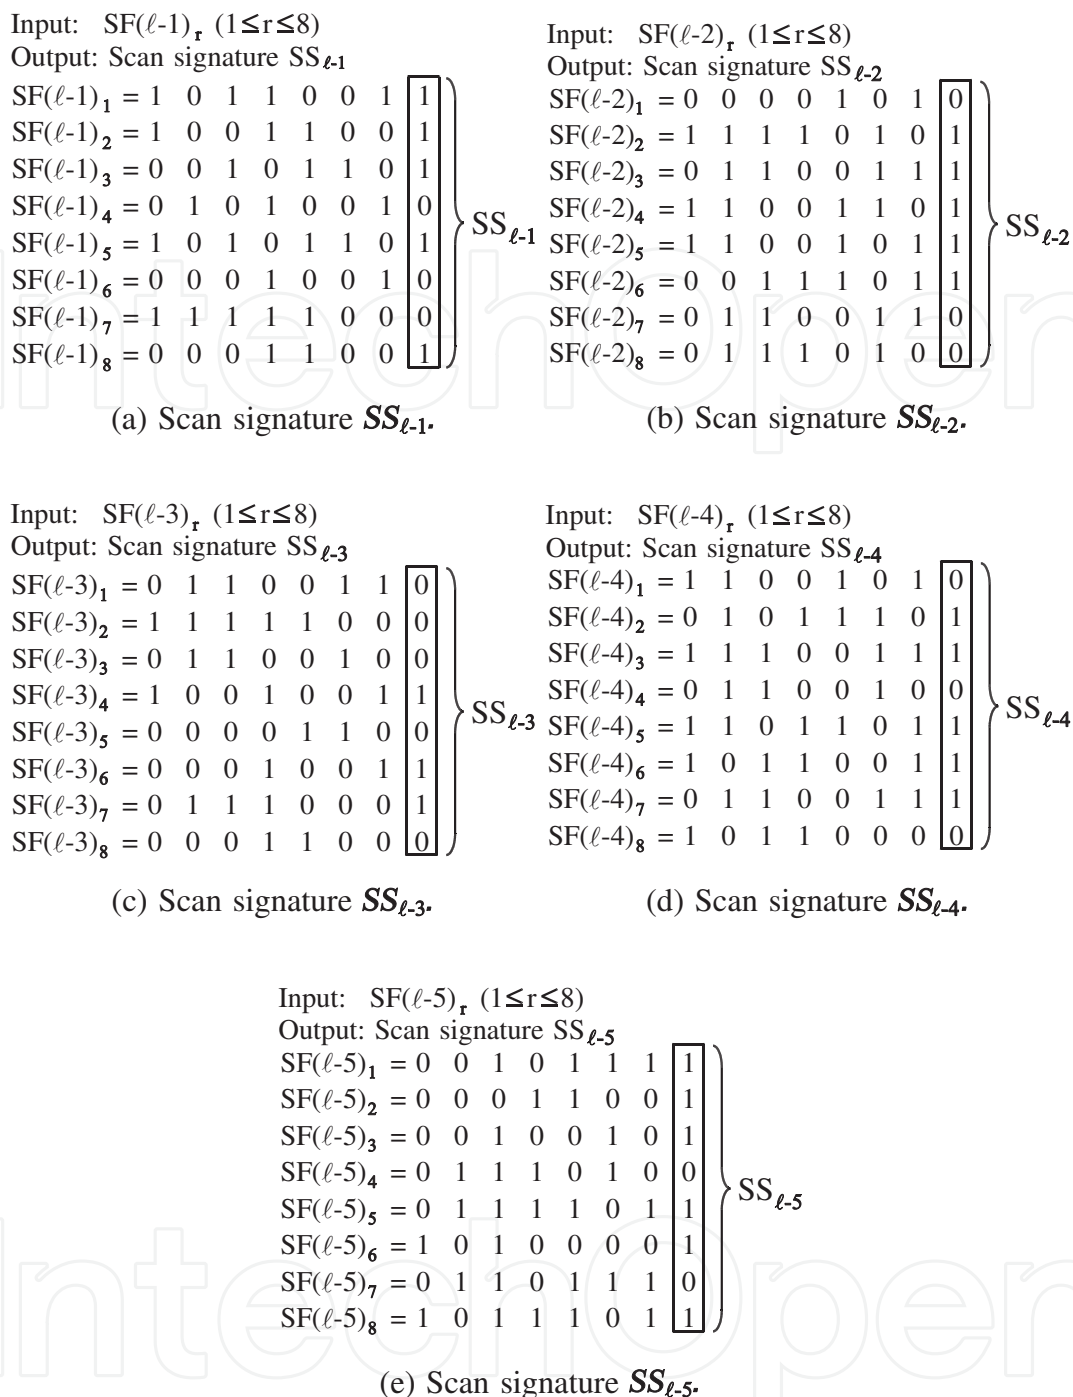 Input: SF(ℓ-1)r (1≤r≤8)
Output: Scan signature SSℓ-1
SF(ℓ-1)1 = 1 0 1 1 0 0 1 1
SF(ℓ-1)2 = 1 0 0 1 1 0 0 1
SF(ℓ-1)3 = 0 0 1 0 1 1 0 1
SF(ℓ-1)4 = 0 1 0 1 0 0 1 0
SF(ℓ-1)5 = 1 0 1 0 1 1 0 1
SF(ℓ-1)6 = 0 0 0 1 0 0 1 0
SF(ℓ-1)7 = 1 1 1 1 1 0 0 0
SF(ℓ-1)8 = 0 0 0 1 1 0 0 1
SSℓ-1
(a) Scan signature SSℓ-1.
Input: SF(ℓ-2)r (1≤r≤8)
Output: Scan signature SSℓ-2
SF(ℓ-2)1 = 0 0 0 0 1 0 1 0
SF(ℓ-2)2 = 1 1 1 1 0 1 0 1
SF(ℓ-2)3 = 0 1 1 0 0 1 1 1
SF(ℓ-2)4 = 1 1 0 0 1 1 0 1
SF(ℓ-2)5 = 1 1 0 0 1 0 1 1
SF(ℓ-2)6 = 0 0 1 1 1 0 1 1
SF(ℓ-2)7 = 0 1 1 0 0 1 1 0
SF(ℓ-2)8 = 0 1 1 1 0 1 0 0
SSℓ-2
(b) Scan signature SSℓ-2.
Input: SF(ℓ-3)r (1≤r≤8)
Output: Scan signature SSℓ-3
SF(ℓ-3)1 = 0 1 1 0 0 1 1 0
SF(ℓ-3)2 = 1 1 1 1 1 0 0 0
SF(ℓ-3)3 = 0 1 1 0 0 1 0 0
SF(ℓ-3)4 = 1 0 0 1 0 0 1 1
SF(ℓ-3)5 = 0 0 0 0 1 1 0 0
SF(ℓ-3)6 = 0 0 0 1 0 0 1 1
SF(ℓ-3)7 = 0 1 1 1 0 0 0 1
SF(ℓ-3)8 = 0 0 0 1 1 0 0 0
SSℓ-3
(c) Scan signature SSℓ-3.
Input: SF(ℓ-4)r (1≤r≤8)
Output: Scan signature SSℓ-4
SF(ℓ-4)1 = 1 1 0 0 1 0 1 0
SF(ℓ-4)2 = 0 1 0 1 1 1 0 1
SF(ℓ-4)3 = 1 1 1 0 0 1 1 1
SF(ℓ-4)4 = 0 1 1 0 0 1 0 0
SF(ℓ-4)5 = 1 1 0 1 1 0 1 1
SF(ℓ-4)6 = 1 0 1 1 0 0 1 1
SF(ℓ-4)7 = 0 1 1 0 0 1 1 1
SF(ℓ-4)8 = 1 0 1 1 0 0 0 0
SSℓ-4
(d) Scan signature SSℓ-4.
Input: SF(ℓ-5)r (1≤r≤8)
Output: Scan signature SSℓ-5
SF(ℓ-5)1 = 0 0 1 0 1 1 1 1
SF(ℓ-5)2 = 0 0 0 1 1 0 0 1
SF(ℓ-5)3 = 0 0 1 0 0 1 0 1
SF(ℓ-5)4 = 0 1 1 1 0 1 0 0
SF(ℓ-5)5 = 0 1 1 1 1 0 1 1
SF(ℓ-5)6 = 1 0 1 0 0 0 0 1
SF(ℓ-5)7 = 0 1 1 0 1 1 1 0
SF(ℓ-5)8 = 1 0 1 1 1 0 1 1
SSℓ-5
(e) Scan signature SSℓ-5.
IntechOpen
IntechOpen